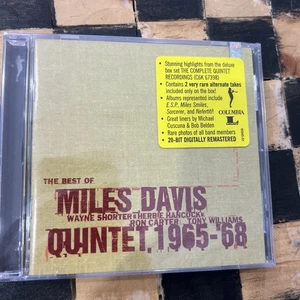 • Stunning highlights from the deluxe
box set THE COMPLETE QUINTET
RECORDINGS (C6K 67398)
• Contains 2 very rare alternate takes
included only on the box!
• Albums represented include
E.S.P., Miles Smiles,
Sorcerer, and Nefertiti!
• Great liners by Michael
Cuscuna & Bob Belden
• Rare photos of all band members
20-BIT DIGITALLY REMASTERED
COLUMBIA
THE BEST OF
MILES DAVIS
WAYNE SHORTER HERBIE HANCOCK
RON CARTER TONY WILLIAMS
QUINTET, 1965-'68